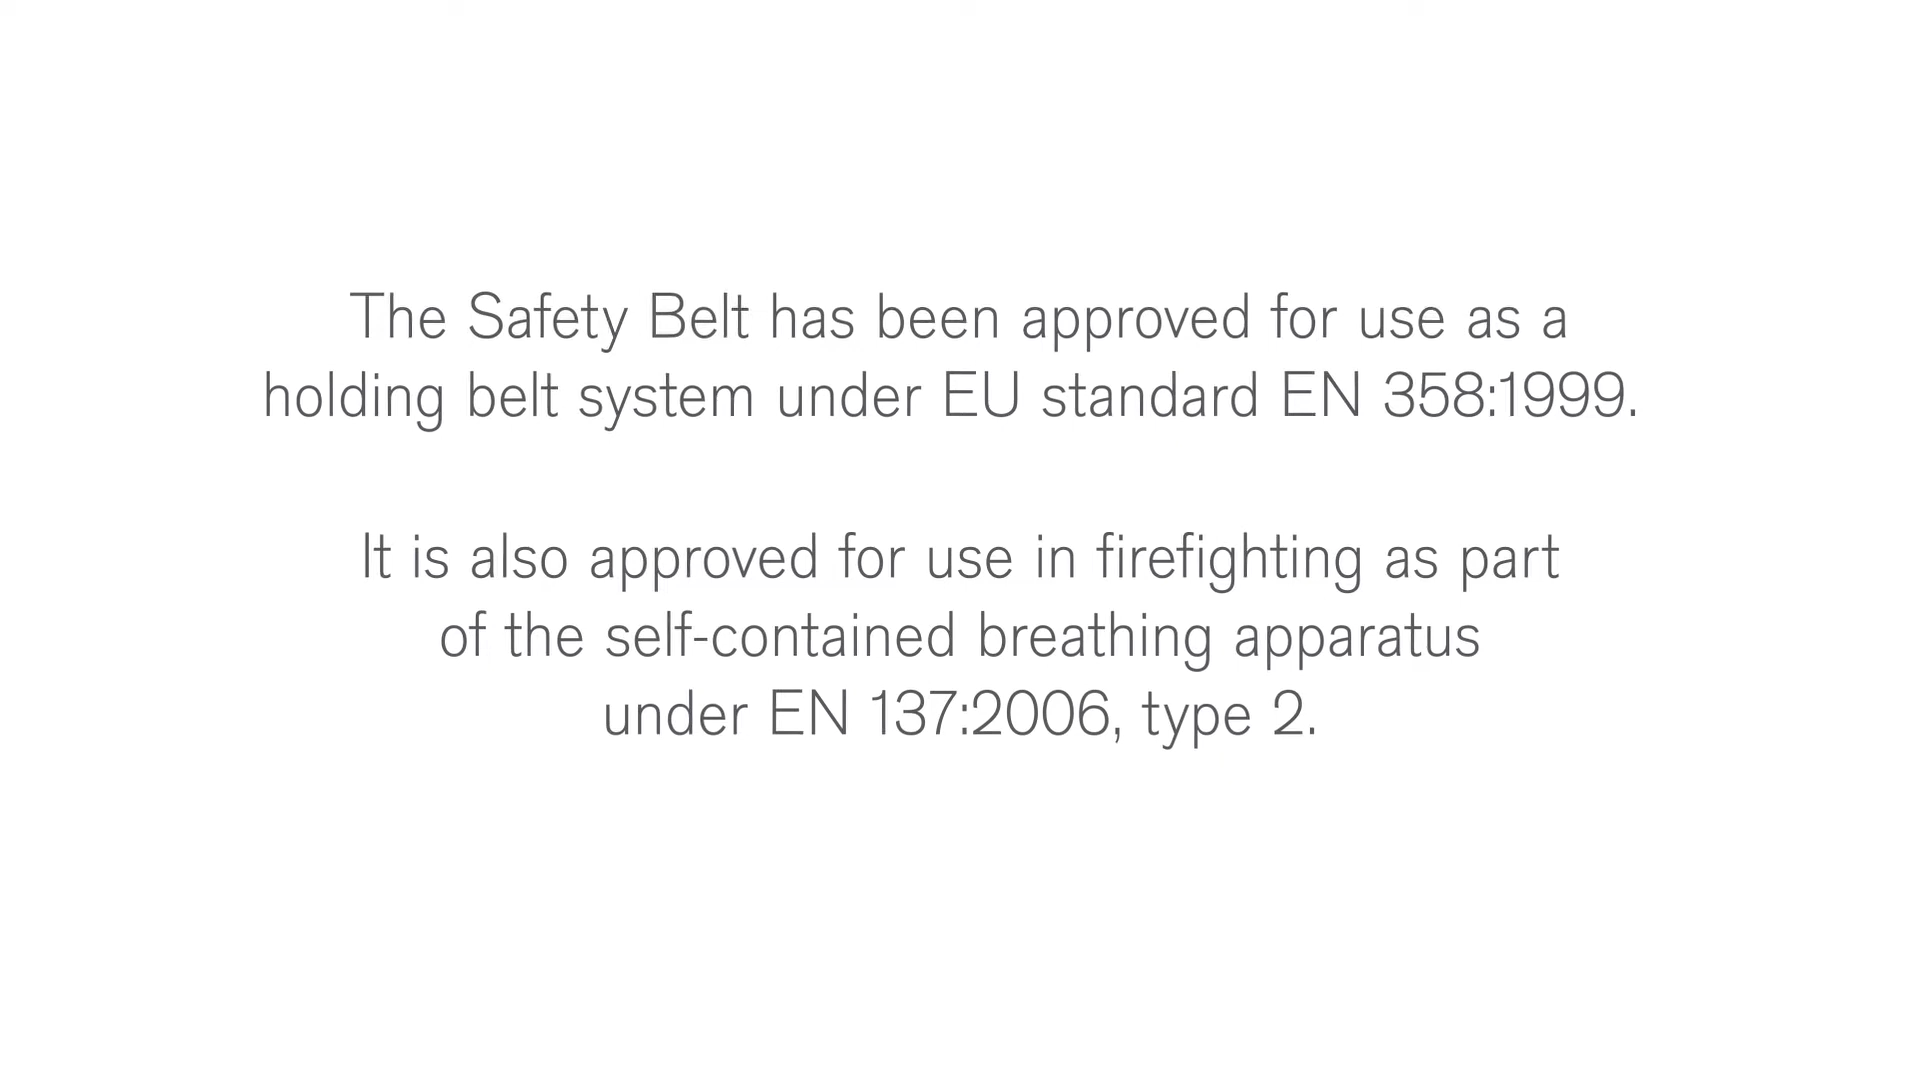 The Safety Belt has been approved for use as a
holding belt system under EU standard EN 358:1999.
It is also approved for use in firefighting as part
of the self-contained breathing apparatus
under EN 137:2006, type 2.